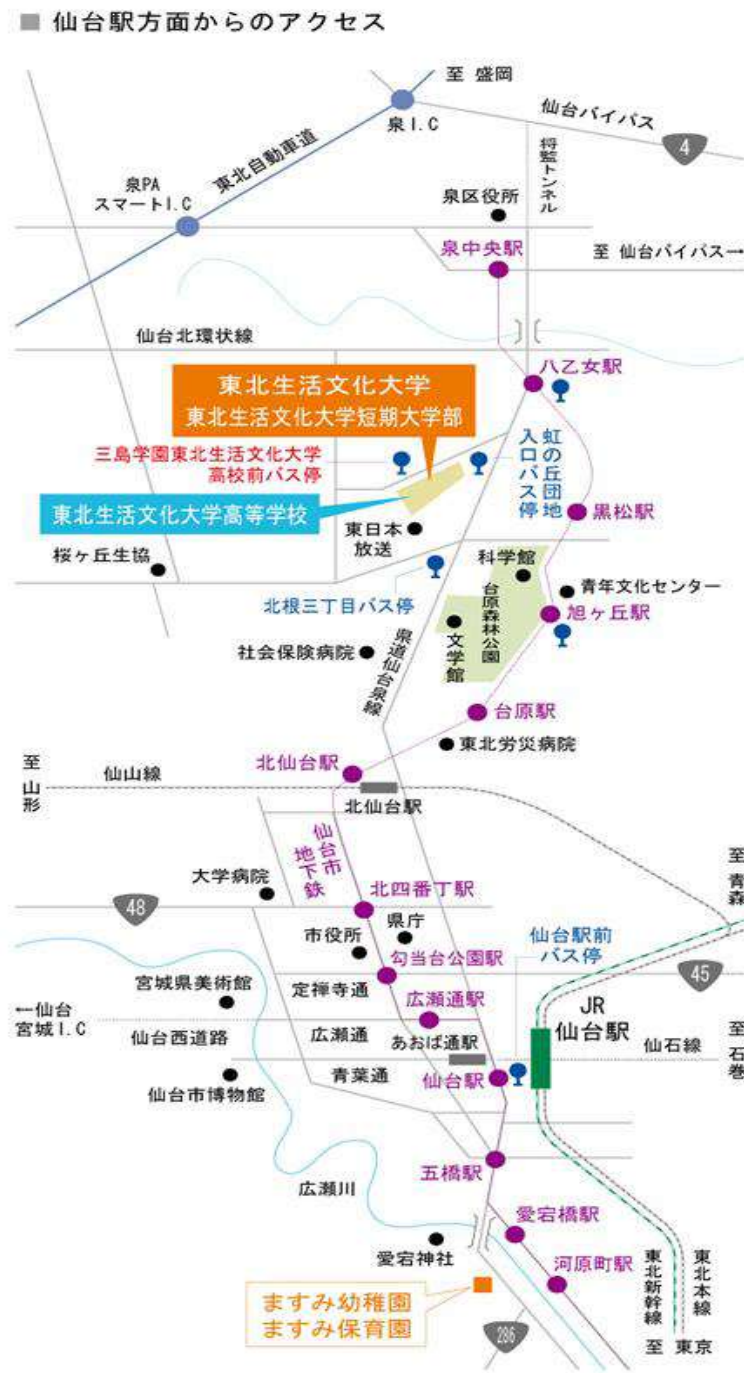 仙台駅方面からのアクセス
至 盛岡
泉I.C
仙台バイパス
4
東北自動車道
将監トンネル
泉PA
スマートI.C
泉区役所
泉中央駅
至 仙台バイパス→
仙台北環状線
八乙女駅
東北生活文化大学
東北生活文化大学短期大学部
三島学園東北生活文化大学
高校前バス停
虹の丘団地
入口バス停
東北生活文化大学高等学校
黒松駅
東日本
放送
桜ヶ丘生協
科学館
北根三丁目バス停
青年文化センター
台原森林公園
旭ヶ丘駅
文学館
社会保険病院
県道仙台泉線
台原駅
東北労災病院
北仙台駅
至 山形
仙山線
北仙台駅
仙台市
地下鉄
至 青森
大学病院
北四番丁駅
48
県庁
市役所
仙台駅前
バス停
勾当台公園駅
45
宮城県美術館
定禅寺通
広瀬通駅
JR
仙台駅
←仙台
宮城I.C
仙台西道路
広瀬通
あおば通駅
仙石線
至 石巻
青葉通
仙台駅
仙台市博物館
五橋駅
広瀬川
愛宕橋駅
愛宕神社
河原町駅
東北新幹線
東北本線
ますみ幼稚園
ますみ保育園
286
至 東京